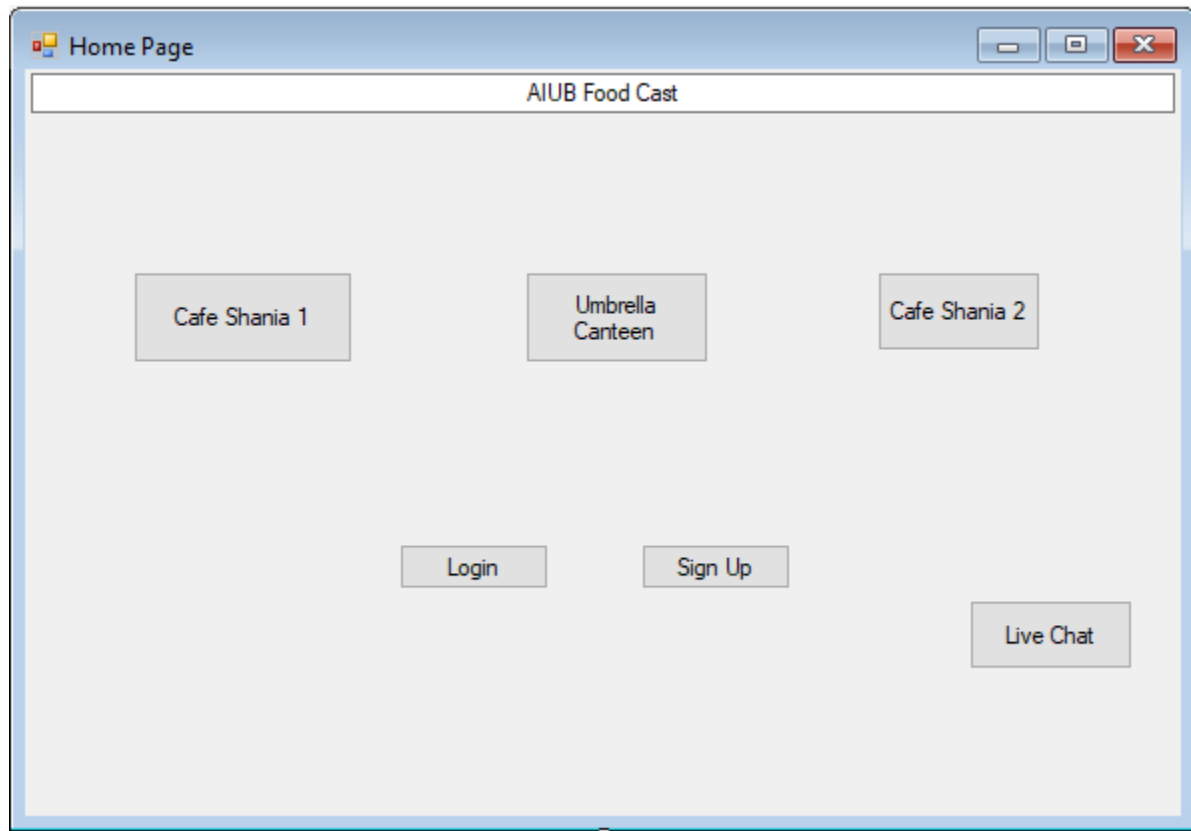 Home Page
AIUB Food Cast
Cafe Shania 1
Umbrella
Canteen
Cafe Shania 2
Login
Sign Up
Live Chat